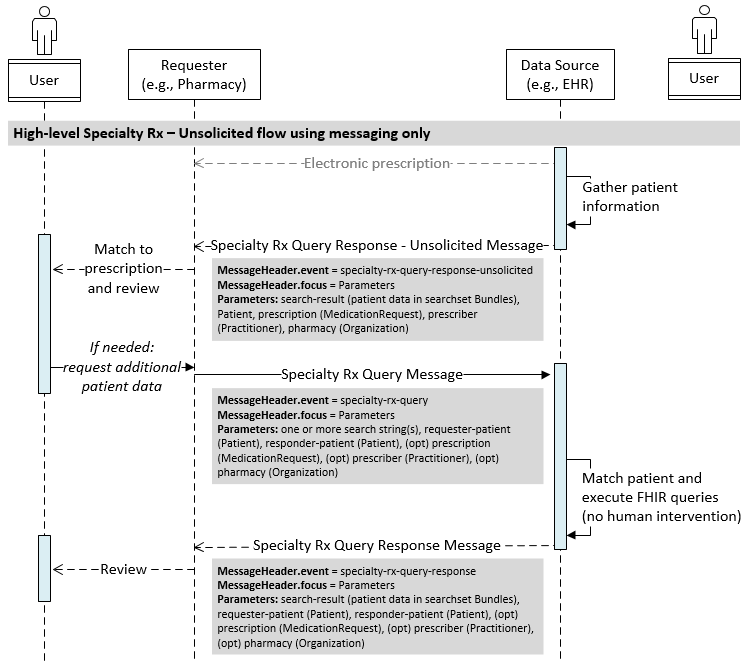 User
Requester
(e.g., Pharmacy)
Data Source
(e.g., EHR)
User
High-level Specialty Rx – Unsolicited flow using messaging only
Electronic prescription
Gather patient
information
Specialty Rx Query Response - Unsolicited Message
Match to
prescription
and review
MessageHeader.event = specialty-rx-query-response-unsolicited
MessageHeader.focus = Parameters
Parameters: search-result (patient data in searchset Bundles),
Patient, prescription (MedicationRequest), prescriber
(Practitioner), pharmacy (Organization)
If needed:
request additional
patient data
Specialty Rx Query Message
MessageHeader.event = specialty-rx-query
MessageHeader.focus = Parameters
Parameters: one or more search string(s), requester-patient
(Patient), responder-patient (Patient), (opt) prescription
(MedicationRequest), (opt) prescriber (Practitioner), (opt)
pharmacy (Organization)
Match patient and
execute FHIR queries
(no human intervention)
Specialty Rx Query Response Message
Review
MessageHeader.event = specialty-rx-query-response
MessageHeader.focus = Parameters
Parameters: search-result (patient data in searchset Bundles),
requester-patient (Patient), responder-patient (Patient), (opt)
prescription (MedicationRequest), (opt) prescriber (Practitioner),
(opt) pharmacy (Organization)